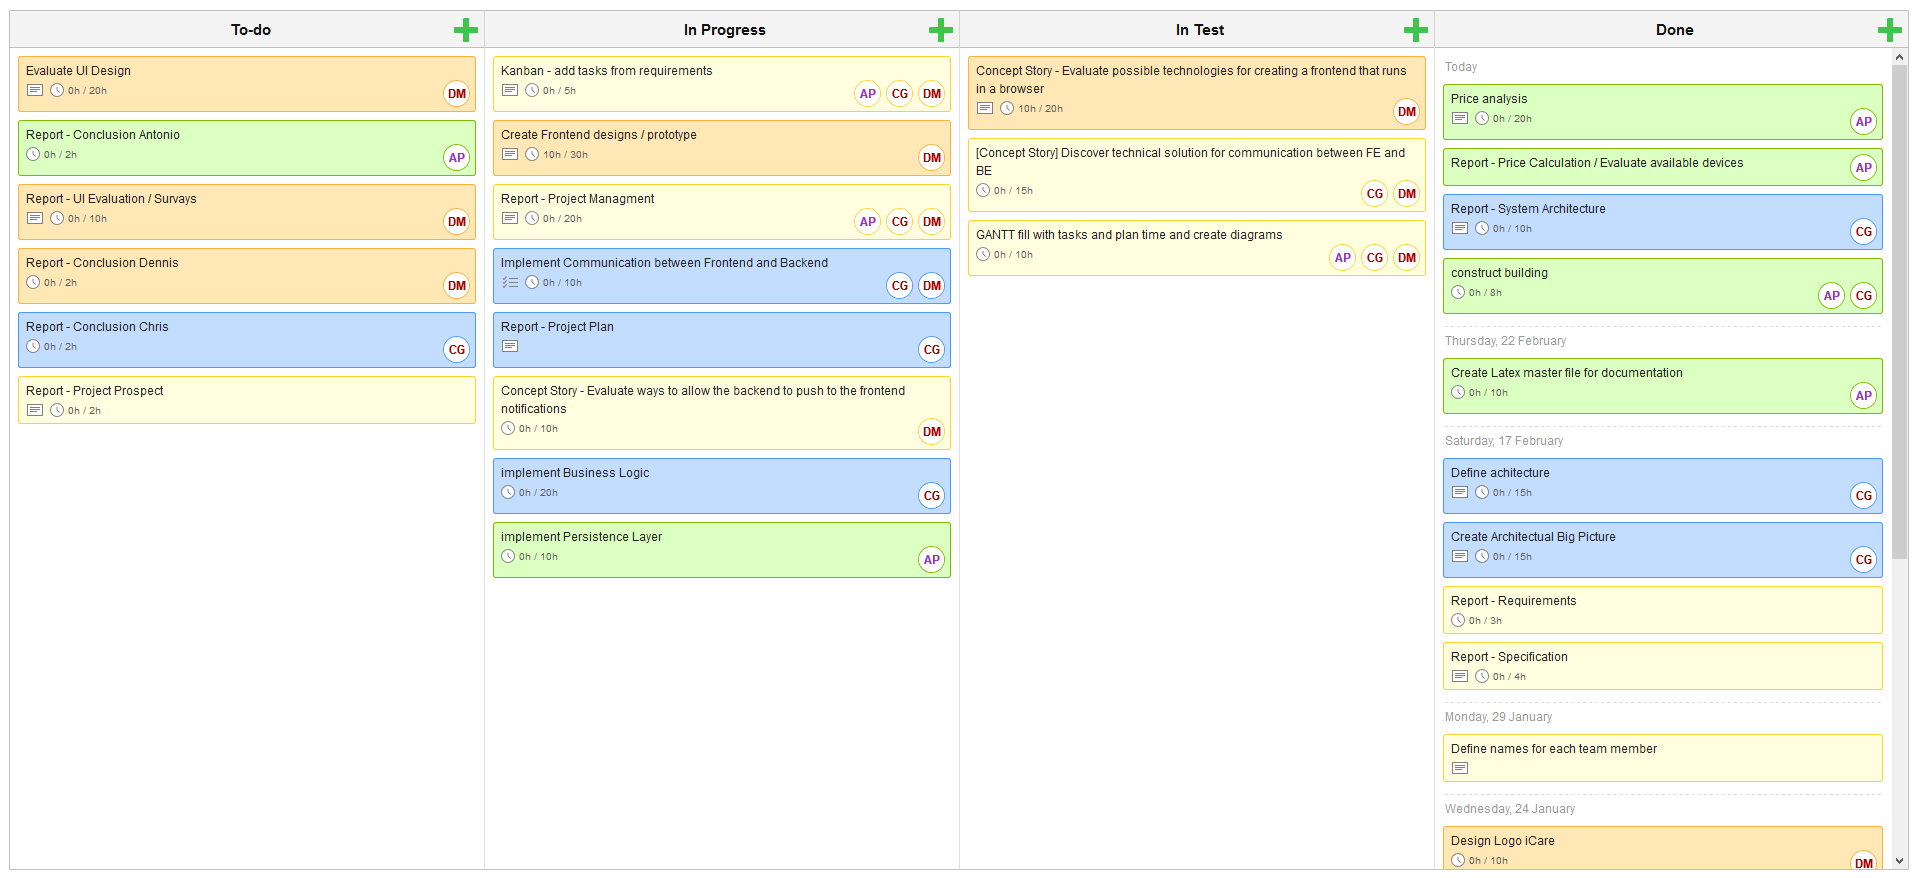 To-do
Evaluate UI Design
0h / 20h
DM
Report - Conclusion Antonio
0h / 2h
AP
Report - UI Evaluation / Survays
0h / 10h
DM
Report - Conclusion Dennis
0h / 2h
DM
Report - Conclusion Chris
0h / 2h
CG
Report - Project Prospect
0h / 2h
In Progress
Kanban - add tasks from requirements
0h / 5h
AP CG DM
Create Frontend designs / prototype
10h / 30h
DM
Report - Project Managment
0h / 20h
AP CG DM
Implement Communication between Frontend and Backend
0h / 10h
CG DM
Report - Project Plan
CG
Concept Story - Evaluate ways to allow the backend to push to the frontend
notifications
0h / 10h
DM
implement Business Logic
0h / 20h
CG
implement Persistence Layer
0h / 10h
AP
In Test
Concept Story - Evaluate possible technologies for creating a frontend that runs
in a browser
10h / 20h
DM
[Concept Story] Discover technical solution for communication between FE and
BE
0h / 15h
CG DM
GANTT fill with tasks and plan time and create diagrams
0h / 10h
AP CG DM
Done
Today
Price analysis
0h / 20h
AP
Report - Price Calculation / Evaluate available devices
AP
Report - System Architecture
0h / 10h
CG
construct building
0h / 8h
AP CG
Thursday, 22 February
Create Latex master file for documentation
0h / 10h
AP
Saturday, 17 February
Define achitecture
0h / 15h
CG
Create Architectual Big Picture
0h / 15h
CG
Report - Requirements
0h / 3h
Report - Specification
0h / 4h
Monday, 29 January
Define names for each team member
Wednesday, 24 January
Design Logo iCare
0h / 10h
DM